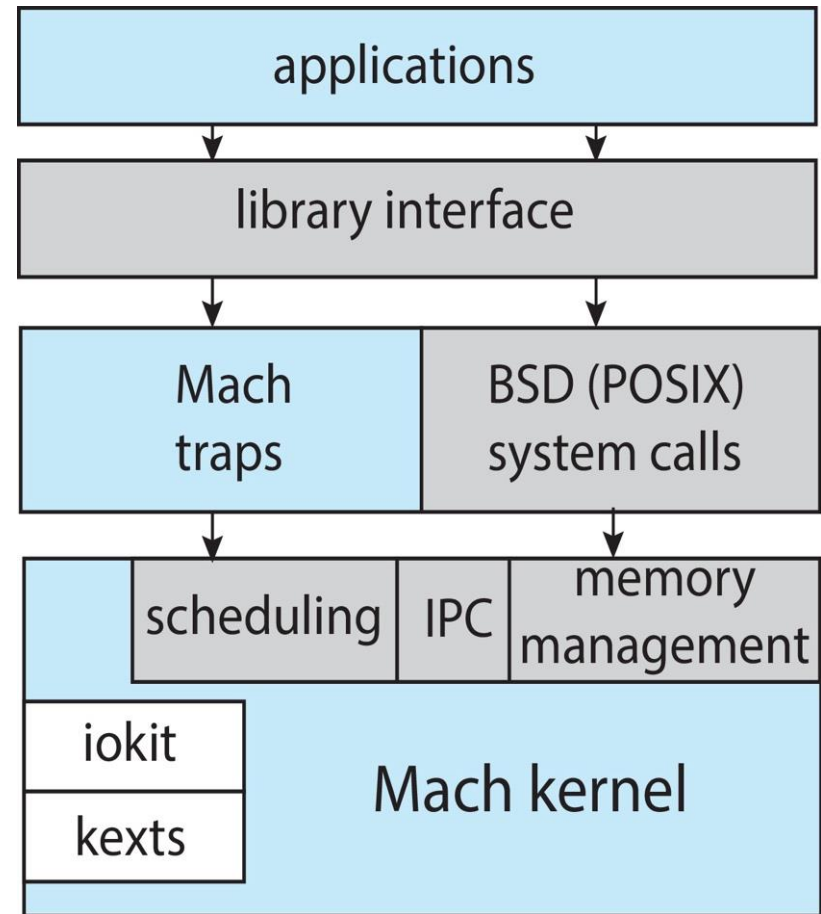 applications
library interface
Mach
traps
BSD (POSIX)
system calls
scheduling
IPC
memory
management
iokit
kexts
Mach kernel